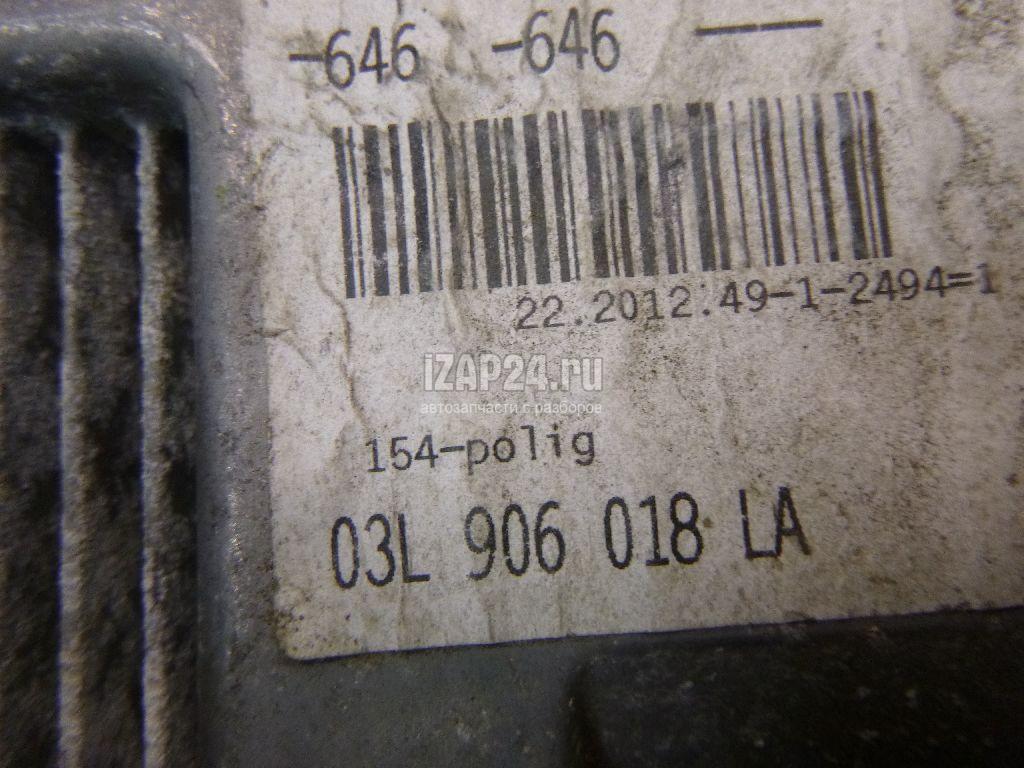 -646 -646 —
22.2012.49-1-2494=1
iZAP24.ru
автозапчасти с разборов
154-polig
03L 906 018 LA